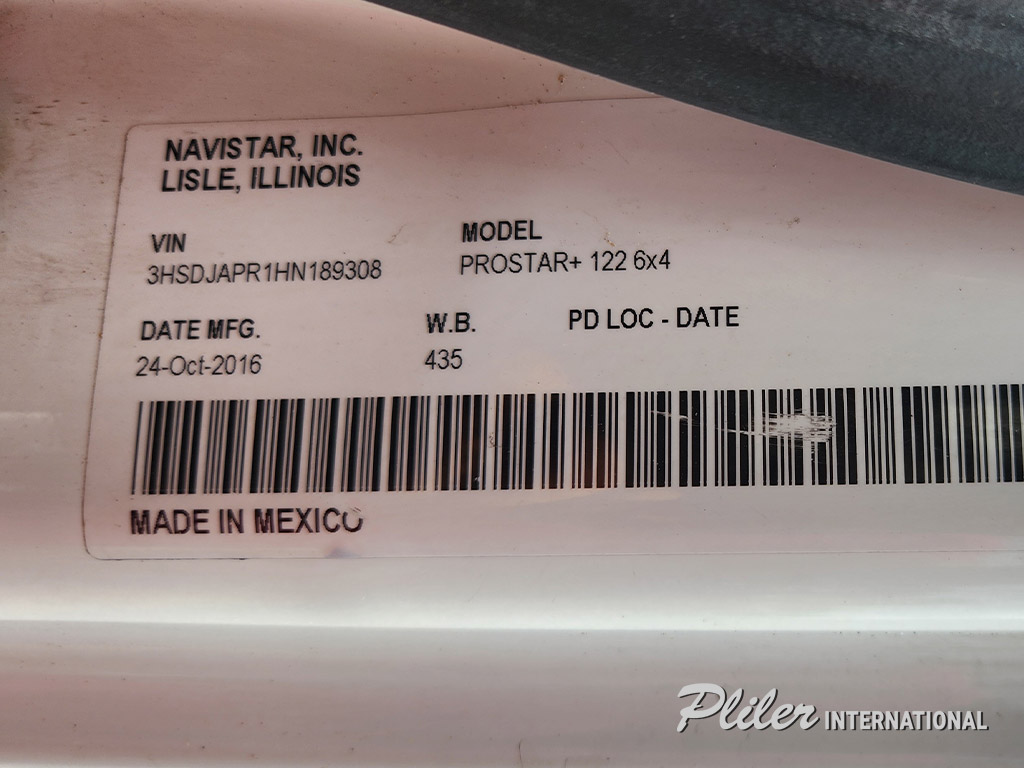 NAVISTAR, INC.
LISLE, ILLINOIS
VIN
MODEL
3HSDJAPR1HN189308
PROSTAR+ 122 6x4
DATE MFG.
W.B.
PD LOC - DATE
24-Oct-2016
435
MADE IN MEXICO
Pliler INTERNATIONAL